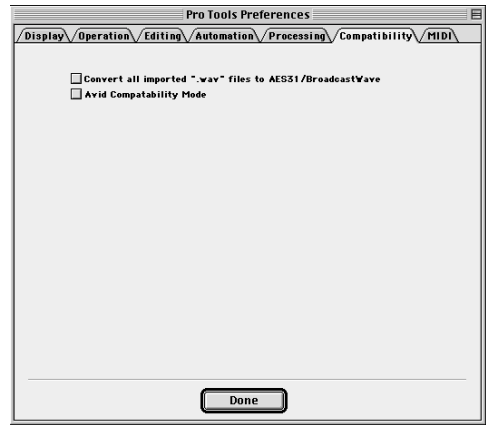 Pro Tools Preferences
Display Operation Editing Automation Processing Compatibility MIDI
Convert all imported ".wav" files to AES31/BroadcastWave
Avid Compatability Mode
Done